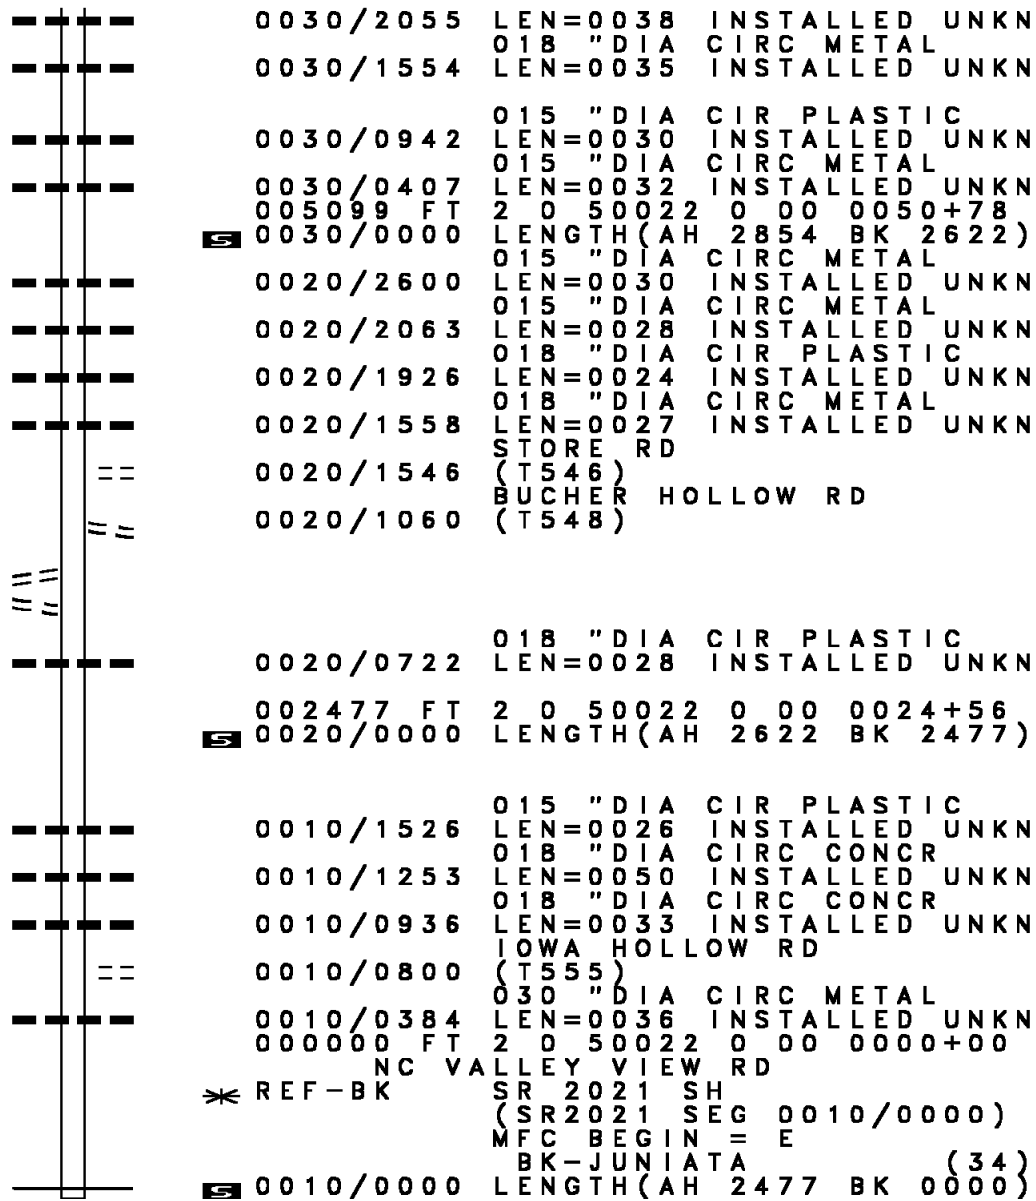 0030/2055 LEN=0038 INSTALLED UNKN
018 "DIA CIRC METAL
0030/1554 LEN=0035 INSTALLED UNKN
015 "DIA CIR PLASTIC
0030/0942 LEN=0030 INSTALLED UNKN
015 "DIA CIRC METAL
0030/0407 LEN=0032 INSTALLED UNKN
005099 FT 2 0 50022 0 00 0050+78
S 0030/0000 LENGTH(AH 2854 BK 2622)
015 "DIA CIRC METAL
0020/2600 LEN=0030 INSTALLED UNKN
015 "DIA CIRC METAL
0020/2063 LEN=0028 INSTALLED UNKN
018 "DIA CIR PLASTIC
0020/1926 LEN=0024 INSTALLED UNKN
018 "DIA CIRC METAL
0020/1558 LEN=0027 INSTALLED UNKN
STORE RD
0020/1546 (T546)
BUCHER HOLLOW RD
0020/1060 (T548)
018 "DIA CIR PLASTIC
0020/0722 LEN=0028 INSTALLED UNKN
002477 FT 2 0 50022 0 00 0024+56
S 0020/0000 LENGTH(AH 2622 BK 2477)
015 "DIA CIR PLASTIC
0010/1526 LEN=0026 INSTALLED UNKN
018 "DIA CIRC CONCR
0010/1253 LEN=0050 INSTALLED UNKN
018 "DIA CIRC CONCR
0010/0936 LEN=0033 INSTALLED UNKN
IOWA HOLLOW RD
0010/0800 (T555)
030 "DIA CIRC METAL
0010/0384 LEN=0036 INSTALLED UNKN
000000 FT 2 0 50022 0 00 0000+00
NC VALLEY VIEW RD
REF-BK SR 2021 SH
(SR2021 SEG 0010/0000)
MFC BEGIN = E
BK-JUNIATA (34)
S 0010/0000 LENGTH(AH 2477 BK 0000)